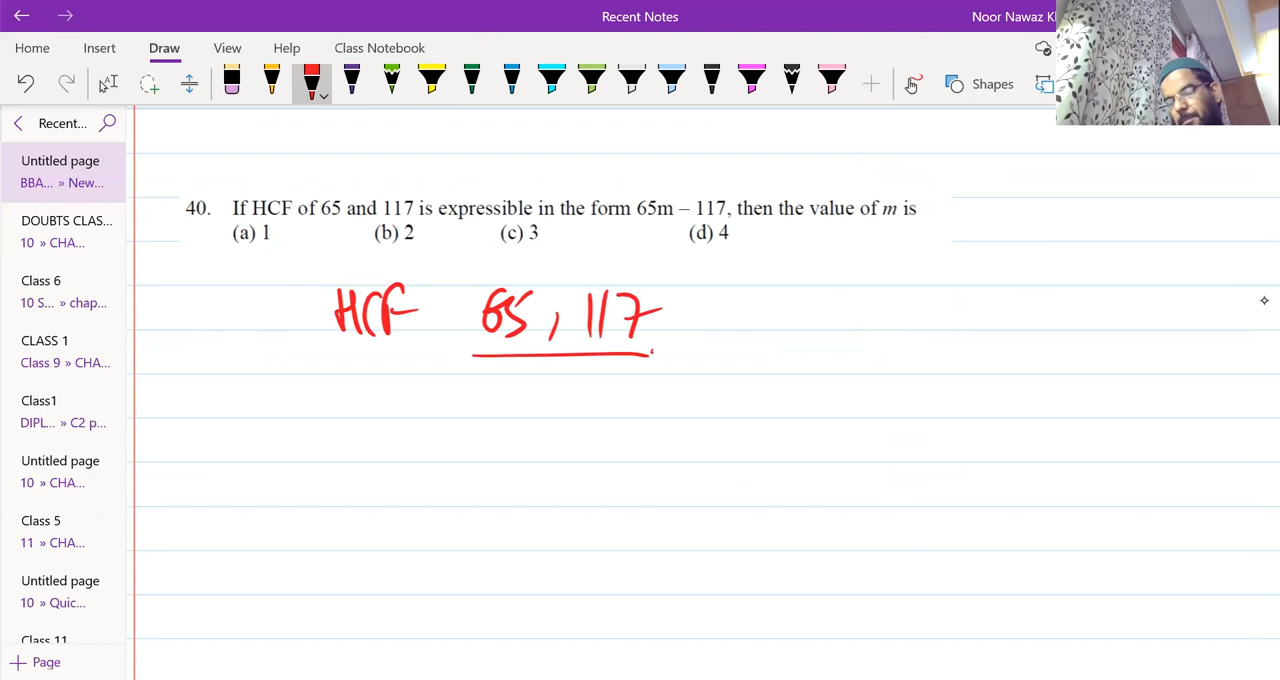 Recent Notes
Noor Nawaz
Home Insert Draw View Help Class Notebook
Shapes
Recent...
Untitled page
BBA... » New...
DOUBTS CLAS...
10 » CHA...
Class 6
10 S... » chap...
CLASS 1
Class 9 » CHA...
Class1
DIPL... » C2 p...
Untitled page
10 » CHA...
Class 5
11 » CHA...
Untitled page
10 » Quic...
Class 11
Page
40. If HCF of 65 and 117 is expressible in the form 65m – 117, then the value of m is
(a) 1 (b) 2 (c) 3 (d) 4
HCF 65, 117